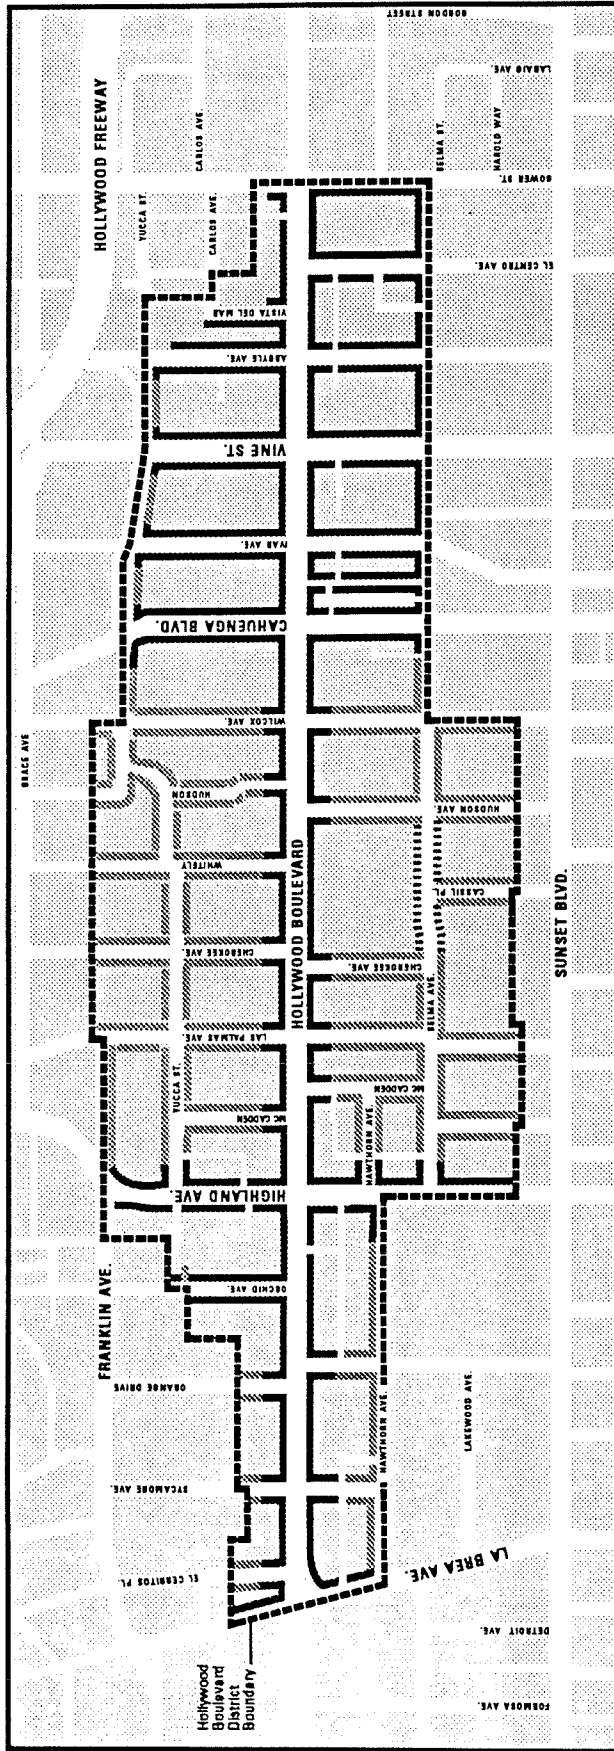 GORDON STREET
LABAIG AVE.
HOLLYWOOD FREEWAY
CARLOS AVE.
SELMA ST.
HAROLD WAY
GOWER ST.
YUCCA ST.
CARLOS AVE.
EL CENTRO AVE.
VISTA DEL MAR
ARGYLE AVE.
VINE ST.
IVAR AVE.
CAHUENGA BLVD.
WILCOX AVE.
GRACE AVE
HUDSON
HUDSON AVE.
WHITELY
CASSIL PL.
HOLLYWOOD BOULEVARD
SUNSET BLVD.
CHEROKEE AVE.
CHEROKEE AVE.
SELMA AVE.
LAS PALMAS AVE.
YUCCA ST.
MC CADDEN
MC CADDEN
HAWTHORN AVE.
HIGHLAND AVE.
FRANKLIN AVE.
ORCHID AVE.
ORANGE DRIVE
HAWTHORN AVE.
LAKEWOOD AVE.
SYCAMORE AVE.
EL CERRITOS PL.
LA BREA AVE.
DETROIT AVE.
FORMOSA AVE.
Hollywood
Boulevard
District
Boundary